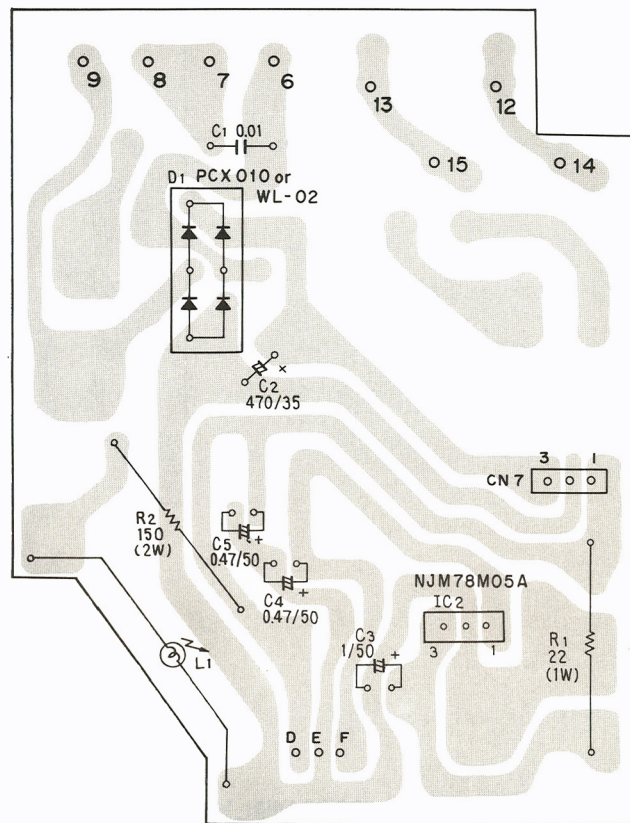 9 8 7 6
13 12
15 14
C1 0.01
D1 PCX010 or
WL-02
C2 ×
470/35
3 1
CN7
R2
150
(2W)
C5 +
0.47/50
C4 +
0.47/50
NJM78M05A
IC2
3 1
C3 +
1/50
R1
22
(1W)
L1
D E F